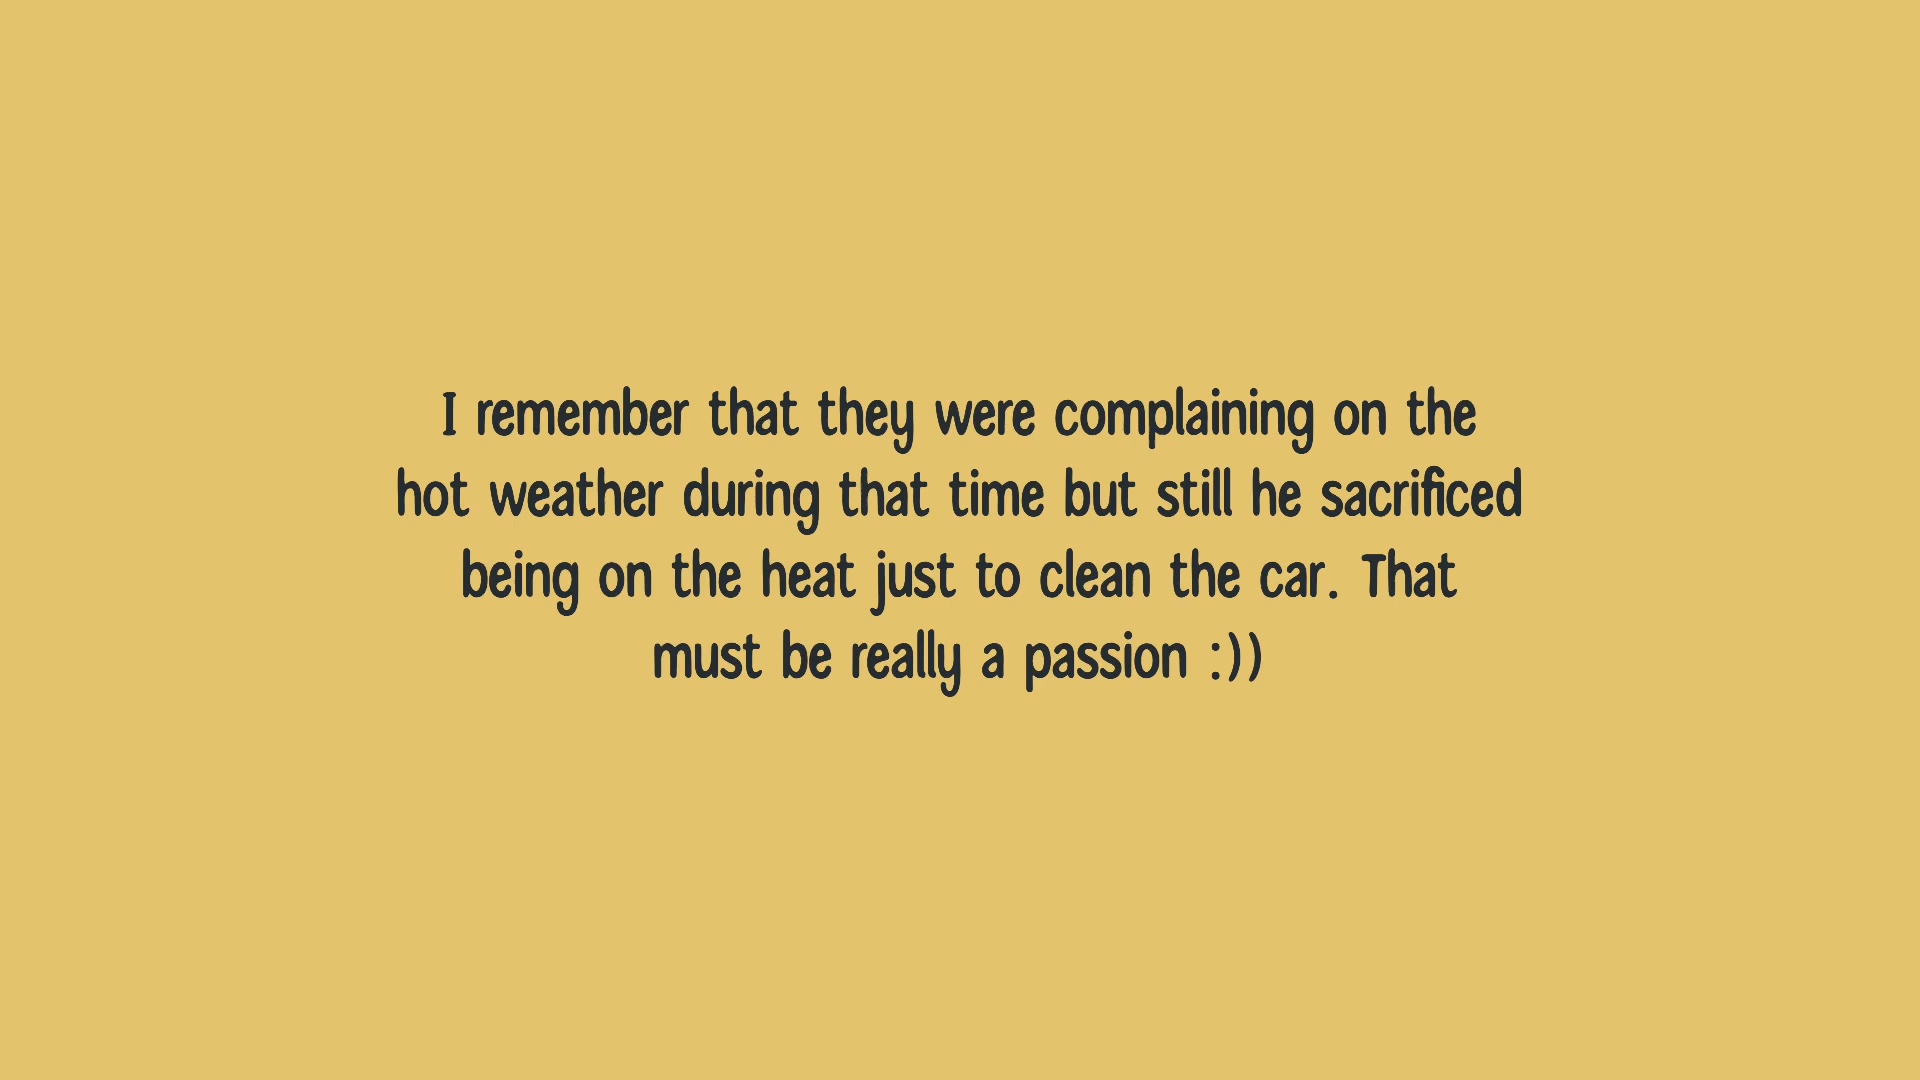 I remember that they were complaining on the
hot weather during that time but still he sacrificed
being on the heat just to clean the car. That
must be really a passion :))